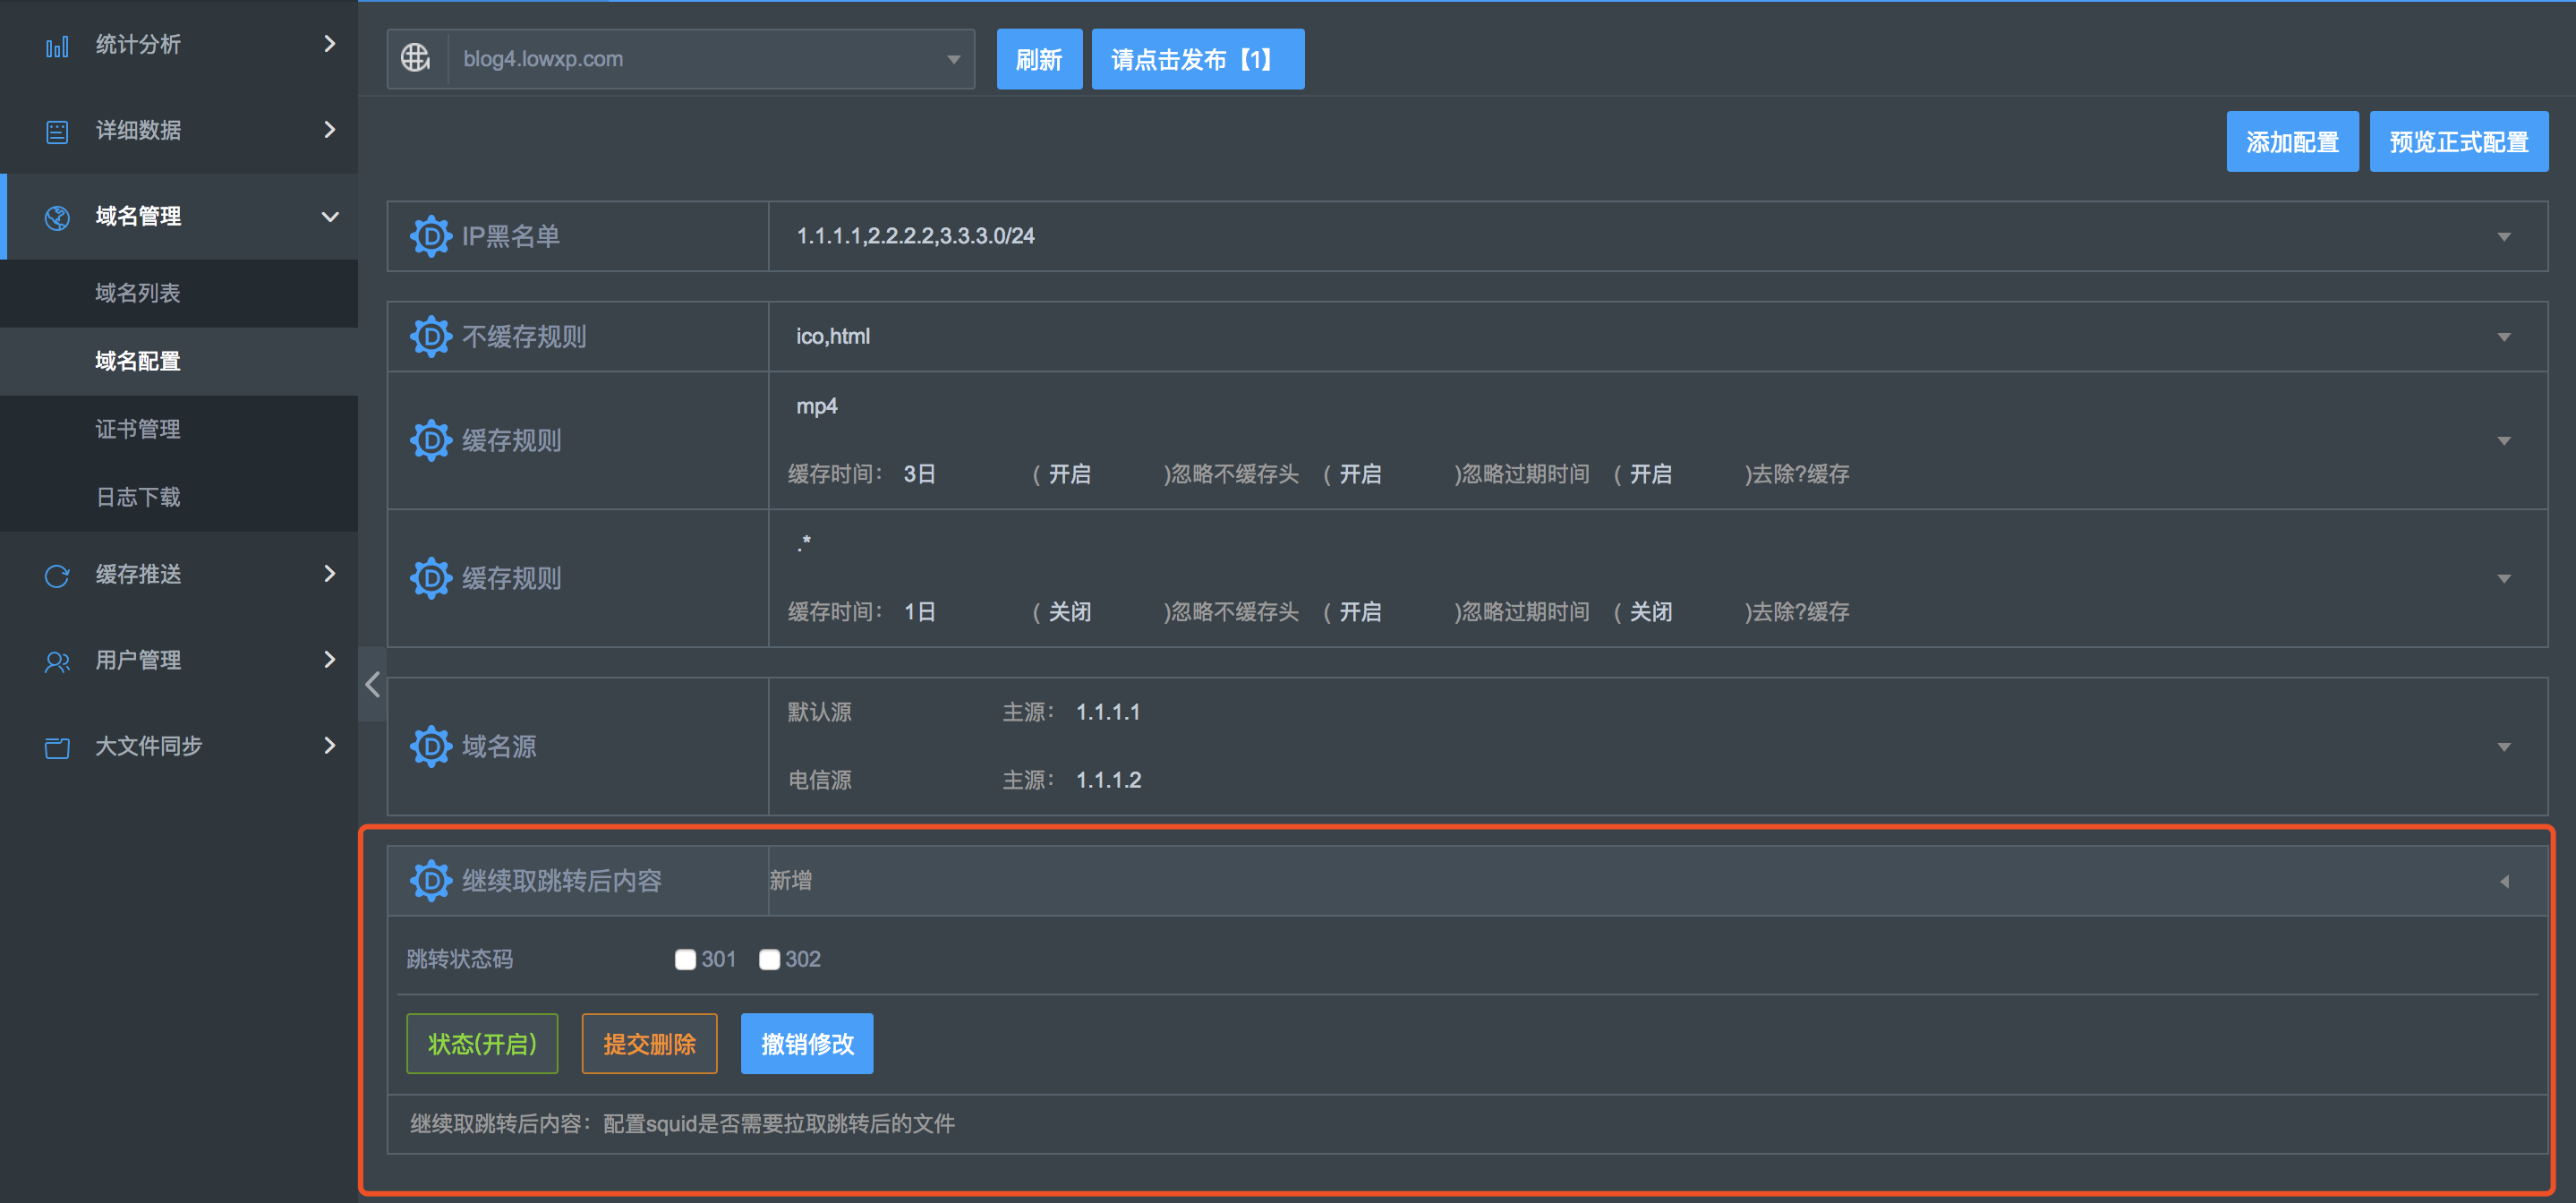 统计分析
详细数据
域名管理
域名列表
域名配置
证书管理
日志下载
缓存推送
用户管理
大文件同步
blog4.lowxp.com
刷新
请点击发布【1】
添加配置
预览正式配置
IP黑名单
1.1.1.1,2.2.2.2,3.3.3.0/24
不缓存规则
ico,html
缓存规则
mp4
缓存时间： 3日 ( 开启 )忽略不缓存头 ( 开启 )忽略过期时间 ( 开启 )去除?缓存
缓存规则
.*
缓存时间： 1日 ( 关闭 )忽略不缓存头 ( 开启 )忽略过期时间 ( 关闭 )去除?缓存
域名源
默认源 主源： 1.1.1.1
电信源 主源： 1.1.1.2
继续取跳转后内容
新增
跳转状态码 301 302
状态(开启) 提交删除 撤销修改
继续取跳转后内容：配置squid是否需要拉取跳转后的文件